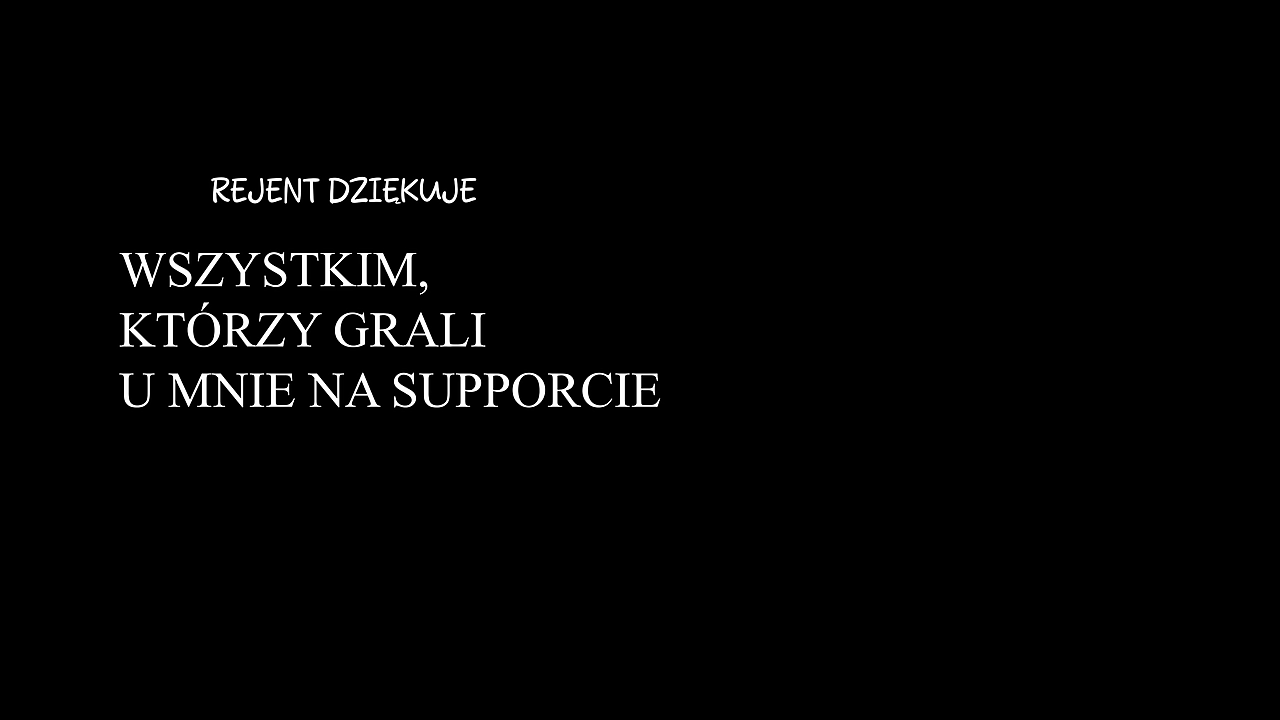 REJENT DZIĘKUJE
WSZYSTKIM,
KTÓRZY GRALI
U MNIE NA SUPPORCIE